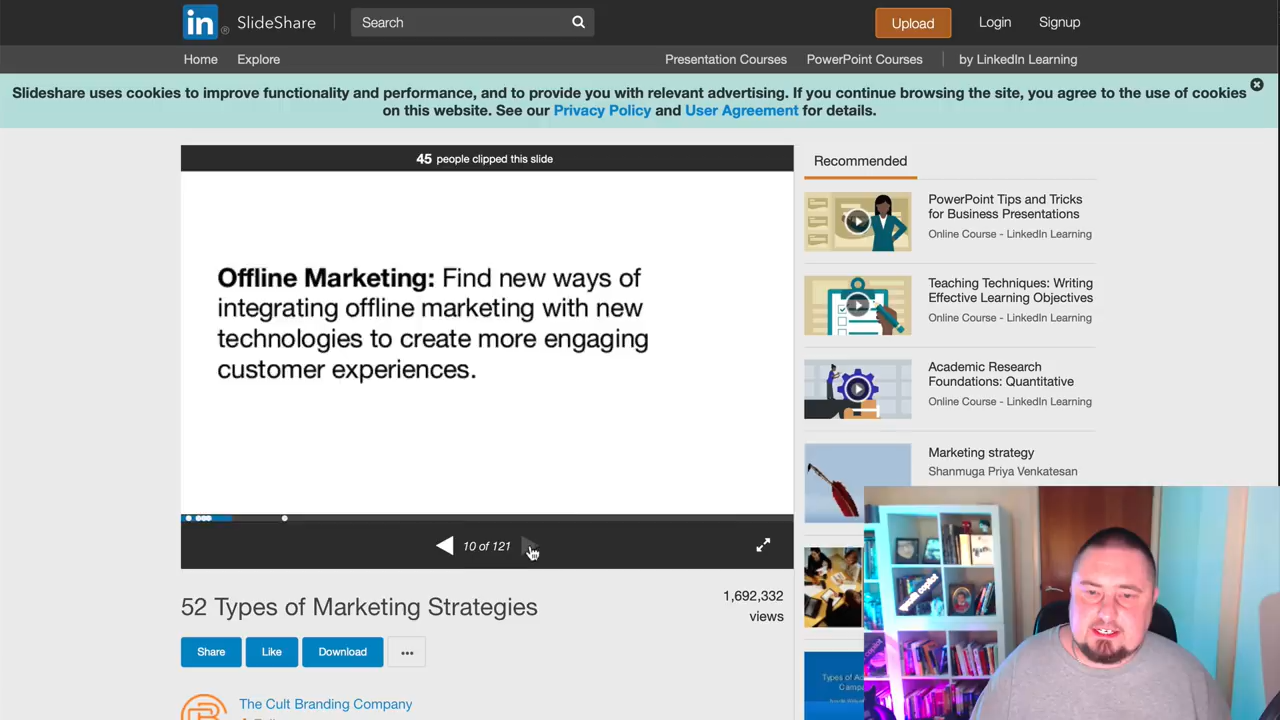 in ® SlideShare
Search
Upload
Login
Signup
Home
Explore
Presentation Courses
PowerPoint Courses
by LinkedIn Learning
Slideshare uses cookies to improve functionality and performance, and to provide you with relevant advertising. If you continue browsing the site, you agree to the use of cookies
on this website. See our Privacy Policy and User Agreement for details.
45 people clipped this slide
Offline Marketing: Find new ways of
integrating offline marketing with new
technologies to create more engaging
customer experiences.
10 of 121
52 Types of Marketing Strategies
1,692,332
views
Share
Like
Download
The Cult Branding Company
Recommended
PowerPoint Tips and Tricks
for Business Presentations
Online Course - LinkedIn Learning
Teaching Techniques: Writing
Effective Learning Objectives
Online Course - LinkedIn Learning
Academic Research
Foundations: Quantitative
Online Course - LinkedIn Learning
Marketing strategy
Shanmuga Priya Venkatesan